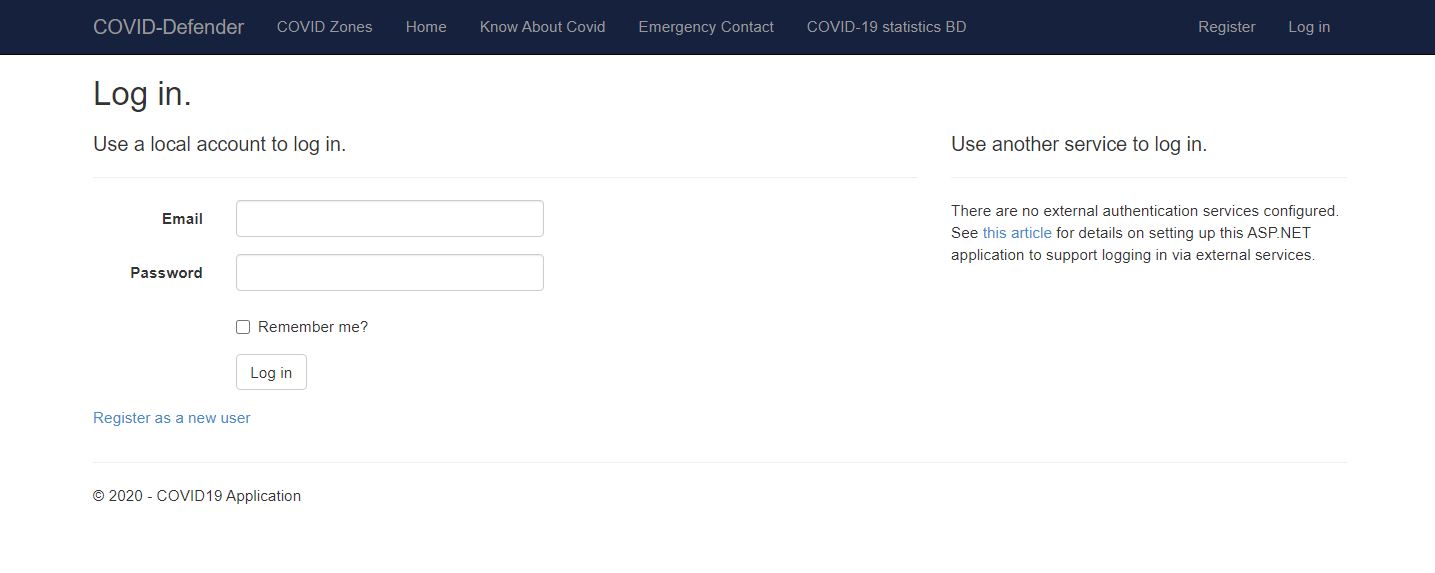 COVID-Defender COVID Zones Home Know About Covid Emergency Contact COVID-19 statistics BD Register Log in
Log in.
Use a local account to log in.
Email
Password
Remember me?
Log in
Register as a new user
Use another service to log in.
There are no external authentication services configured.
See this article for details on setting up this ASP.NET
application to support logging in via external services.
© 2020 - COVID19 Application